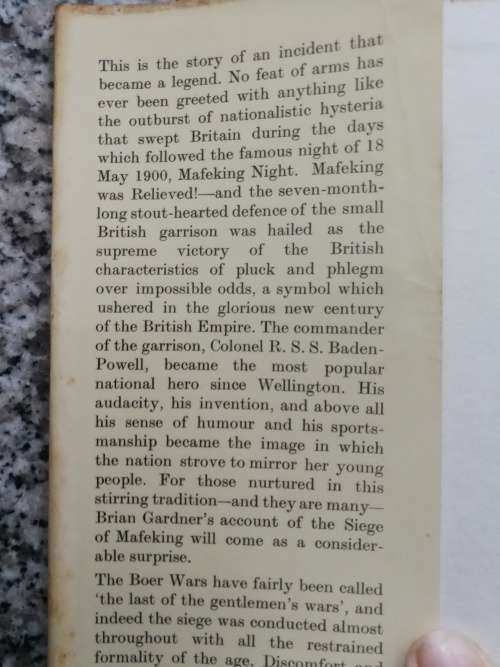 This is the story of an incident that
became a legend. No feat of arms has
ever been greeted with anything like
the outburst of nationalistic hysteria
that swept Britain during the days
which followed the famous night of 18
May 1900, Mafeking Night. Mafeking
was Relieved!—and the seven-month-
long stout-hearted defence of the small
British garrison was hailed as the
supreme victory of the British
characteristics of pluck and phlegm
over impossible odds, a symbol which
ushered in the glorious new century
of the British Empire. The commander
of the garrison, Colonel R. S. S. Baden-
Powell, became the most popular
national hero since Wellington. His
audacity, his invention, and above all
his sense of humour and his sports-
manship became the image in which
the nation strove to mirror her young
people. For those nurtured in this
stirring tradition—and they are many—
Brian Gardner's account of the Siege
of Mafeking will come as a consider-
able surprise.
The Boer Wars have fairly been called
'the last of the gentlemen's wars', and
indeed the siege was conducted almost
throughout with all the restrained
formality of the age. Discomfort and